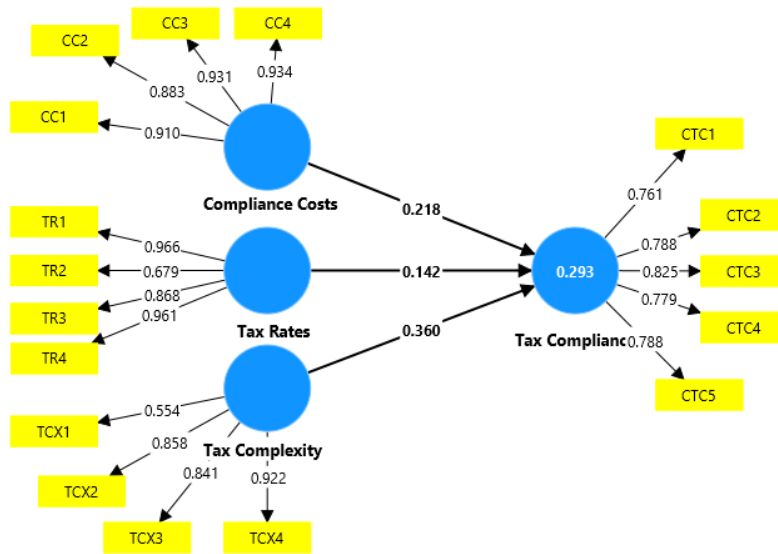 CC3
CC4
CC2
0.931
0.934
0.883
CC1
0.910
CTC1
Compliance Costs
0.218
0.761
TR1
0.966
CTC2
0.788
TR2
0.679
0.142
0.293
0.825
CTC3
0.868
0.779
TR3
0.961
CTC4
Tax Rates
0.360
Tax Complianc
0.788
TR4
CTC5
0.554
TCX1
0.858
Tax Complexity
0.841
0.922
TCX2
TCX3
TCX4